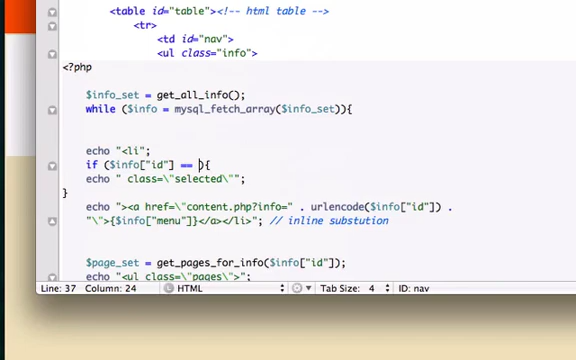 <table id="table"><!-- html table -->
<tr>
<td id="nav">
<ul class="info">
<?php
$info_set = get_all_info();
while ($info = mysql_fetch_array($info_set)){
echo "<li";
if ($info["id"] == ){
echo " class=\"selected\"";
}
echo "><a href=\"content.php?info=" . urlencode($info["id"]) .
"\">{$info["menu"]}</a></li>"; // inline substution
$page_set = get_pages_for_info($info["id"]);
echo "<ul class=\"pages\">";
Line: 37 Column: 24 HTML Tab Size: 4 ID: nav